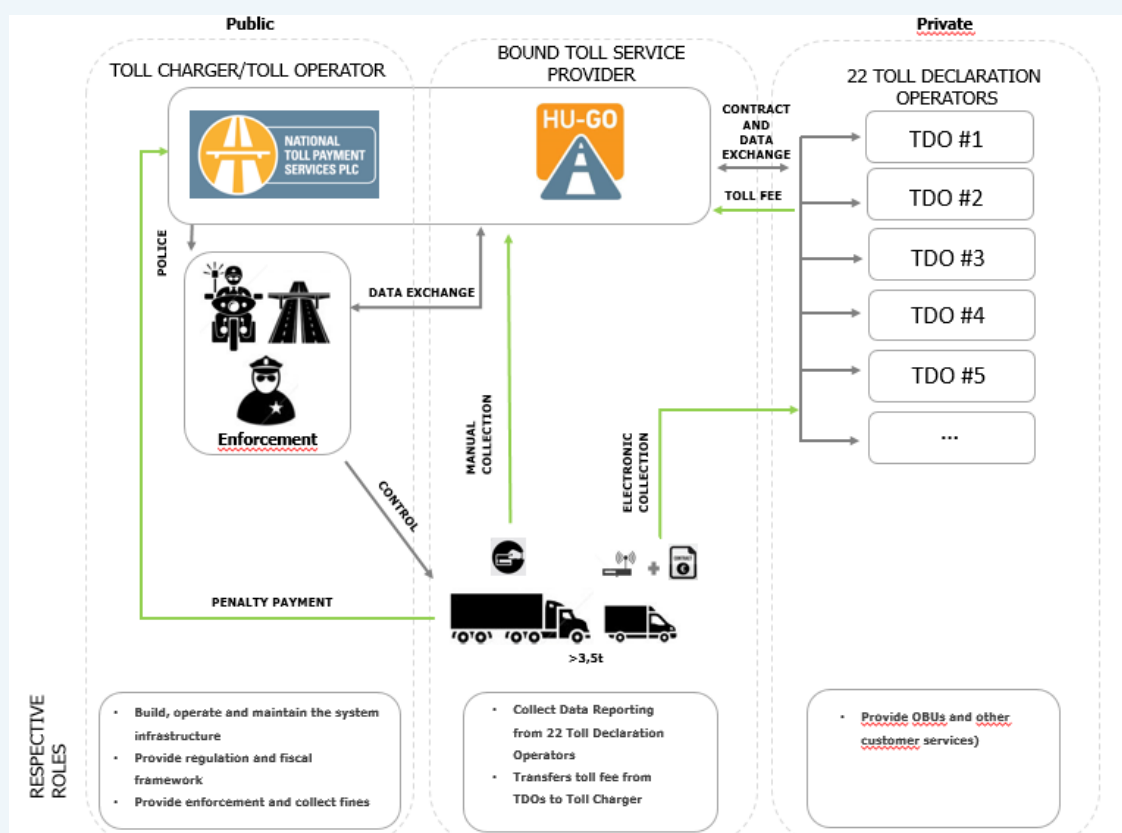 Public
Private
TOLL CHARGER/TOLL OPERATOR
BOUND TOLL SERVICE
PROVIDER
22 TOLL DECLARATION
OPERATORS
NATIONAL
TOLL PAYMENT
SERVICES PLC
HU-GO
CONTRACT
AND
DATA
EXCHANGE
TOLL FEE
TDO #1
TDO #2
TDO #3
TDO #4
TDO #5
...
POLICE
DATA EXCHANGE
Enforcement
MANUAL
COLLECTION
ELECTRONIC
COLLECTION
CONTROL
CONTRACT
€
PENALTY PAYMENT
>3,5t
RESPECTIVE
ROLES
• Build, operate and maintain the system
infrastructure
• Provide regulation and fiscal
framework
• Provide enforcement and collect fines
• Collect Data Reporting
from 22 Toll Declaration
Operators
• Transfers toll fee from
TDOs to Toll Charger
• Provide OBUs and other
customer services)